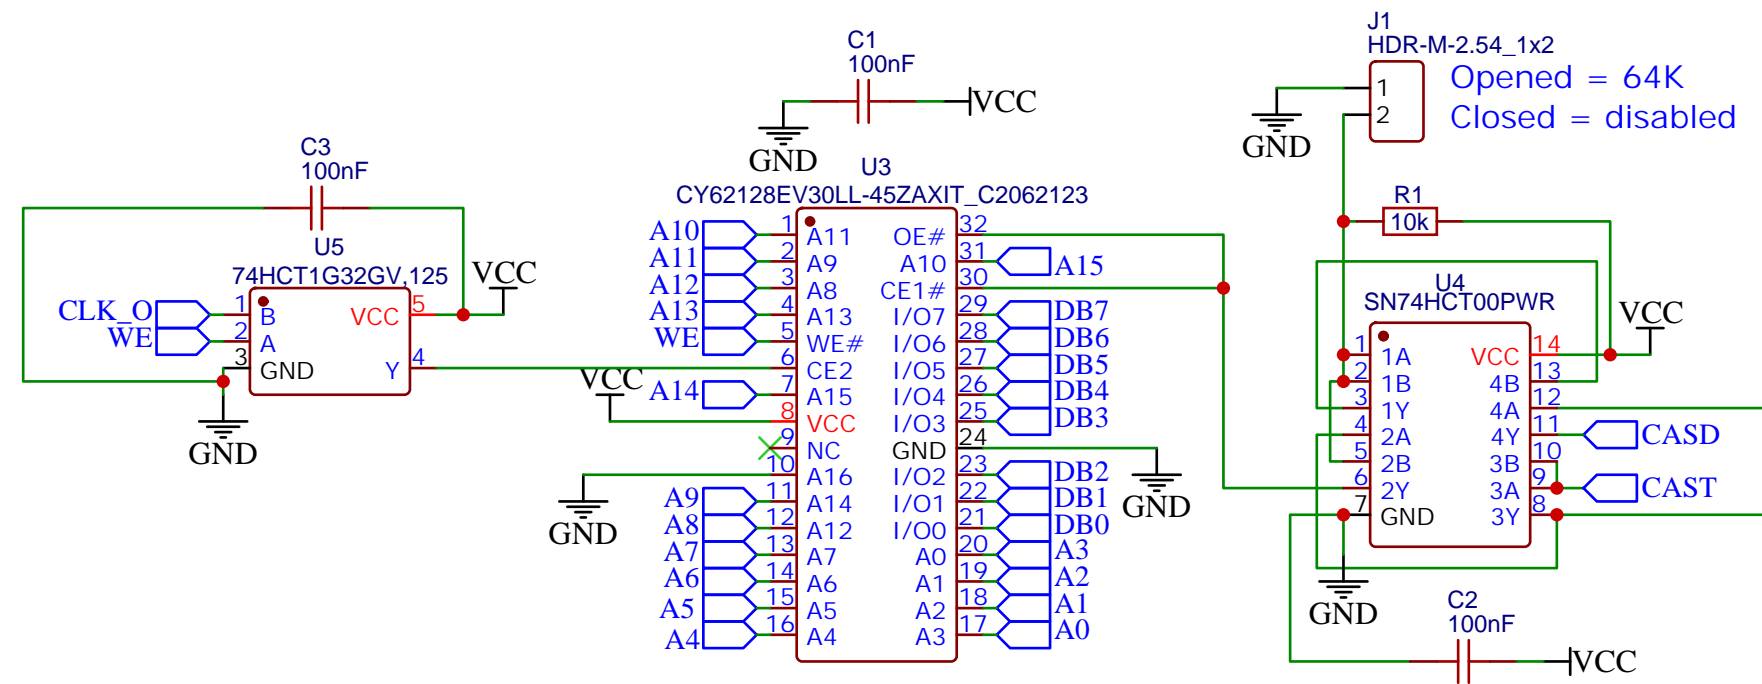 C1
100nF
VCC
GND
J1
HDR-M-2.54_1x2
1
2
Opened = 64K
Closed = disabled
GND
C3
100nF
U5
74HCT1G32GV,125
VCC
CLK_O
WE
1
2
3
B
A
GND
VCC
Y
5
4
GND
U3
CY62128EV30LL-45ZAXIT_C2062123
A10 1 A11 OE# 32
A11 2 A9 A10 31 A15
A12 3 A8 CE1# 30
A13 4 A13 I/O7 29 DB7
WE 5 WE# I/O6 28 DB6
6 CE2 I/O5 27 DB5
VCC
A14 7 A15 I/O4 26 DB4
8 VCC I/O3 25 DB3
9 NC GND 24
10 A16 I/O2 23 DB2
A9 11 A14 I/O1 22 DB1
A8 12 A12 I/O0 21 DB0
A7 13 A7 A0 20 A3
A6 14 A6 A1 19 A2
A5 15 A5 A2 18 A1
A4 16 A4 A3 17 A0
GND
GND
R1
10k
U4
SN74HCT00PWR
VCC
1 1A VCC 14
2 1B 4B 13
3 1Y 4A 12
4 2A 4Y 11 CASD
5 2B 3B 10
6 2Y 3A 9 CAST
7 GND 3Y 8
GND
C2
100nF
VCC